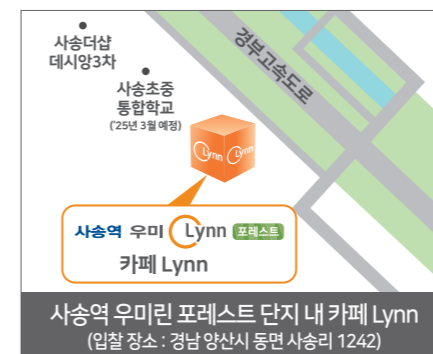 사송더샵
데시앙3차
사송초중
통합학교
('25년 3월 예정)
경부고속도로
Lynn Lynn
사송역 우미 Lynn 포레스트
카페 Lynn
사송역 우미린 포레스트 단지 내 카페 Lynn
(입찰 장소 : 경남 양산시 동면 사송리 1242)